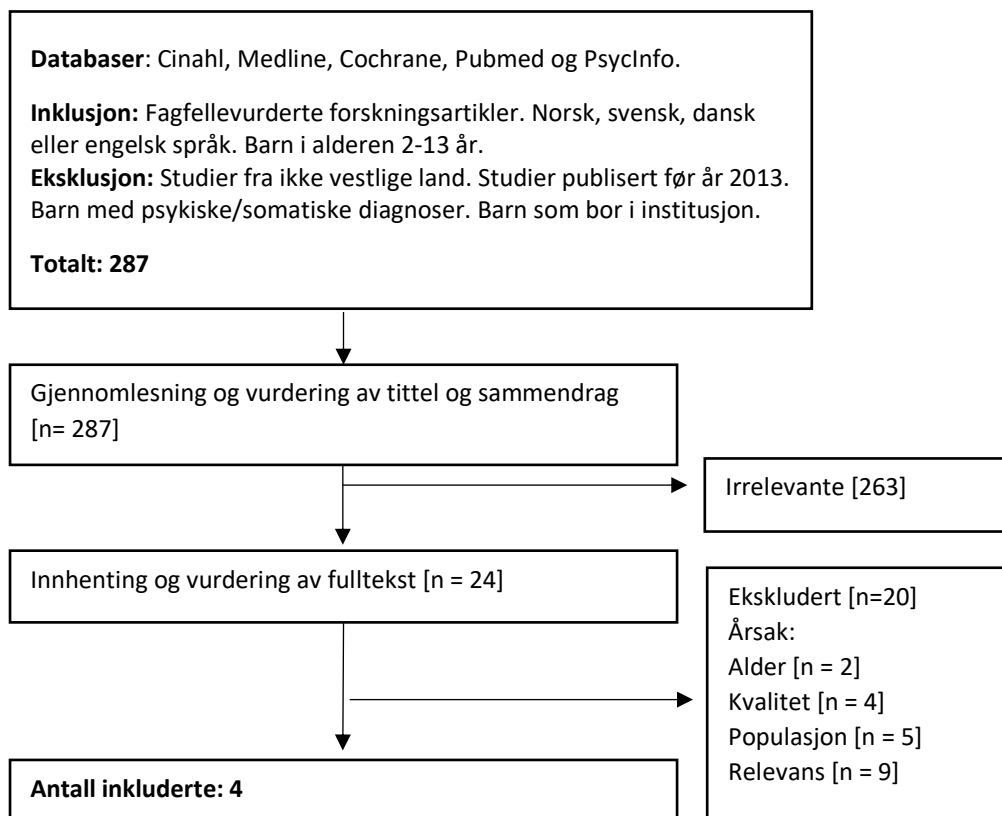 Databaser: Cinahl, Medline, Cochrane, Pubmed og PsycInfo.
Inklusjon: Fagfellevurderte forskningsartikler. Norsk, svensk, dansk
eller engelsk språk. Barn i alderen 2-13 år.
Eksklusjon: Studier fra ikke vestlige land. Studier publisert før år 2013.
Barn med psykiske/somatiske diagnoser. Barn som bor i institusjon.
Totalt: 287
Gjennomlesning og vurdering av tittel og sammendrag
[n= 287]
Irrelevante [263]
Innhenting og vurdering av fulltekst [n = 24]
Ekskludert [n=20]
Årsak:
Alder [n = 2]
Kvalitet [n = 4]
Populasjon [n = 5]
Relevans [n = 9]
Antall inkluderte: 4